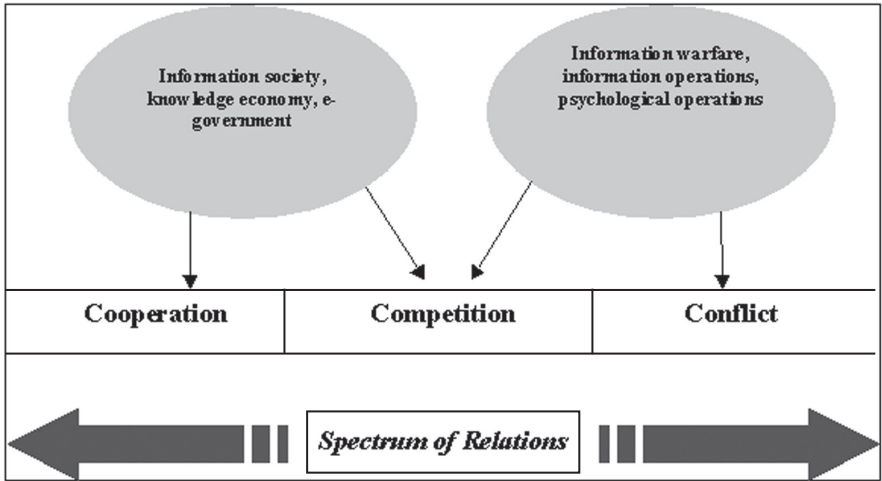 Information society,
knowledge economy, e-
government
Information warfare,
information operations,
psychological operations
Cooperation
Competition
Conflict
Spectrum of Relations